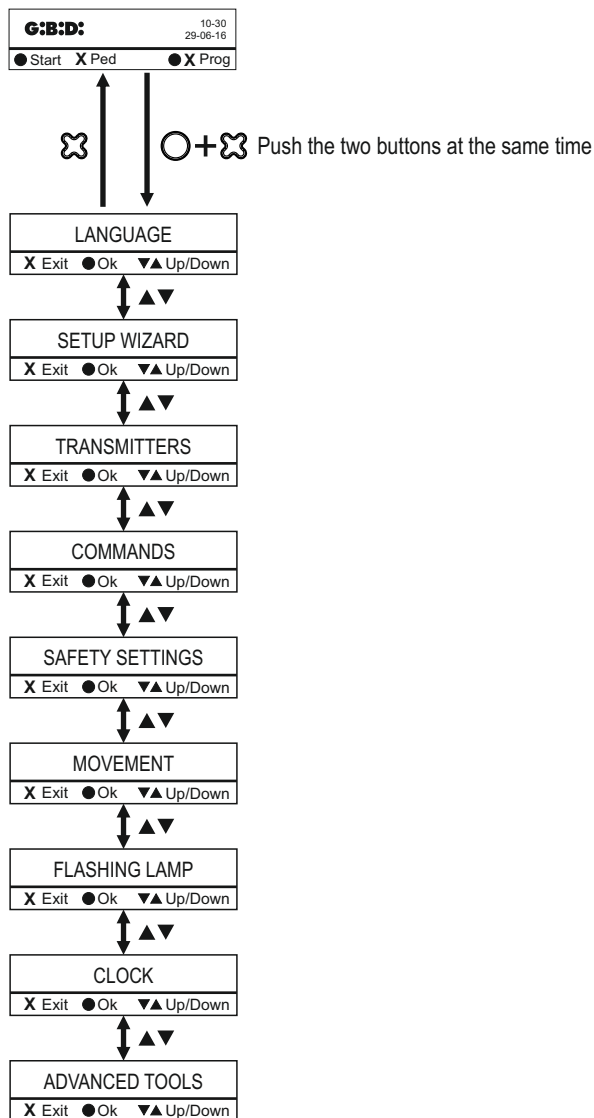 G:B:D: 10-30
29-06-16
● Start X Ped ● X Prog
Push the two buttons at the same time
LANGUAGE
X Exit ● Ok ▼▲ Up/Down
▲▼
SETUP WIZARD
X Exit ● Ok ▼▲ Up/Down
▲▼
TRANSMITTERS
X Exit ● Ok ▼▲ Up/Down
▲▼
COMMANDS
X Exit ● Ok ▼▲ Up/Down
▲▼
SAFETY SETTINGS
X Exit ● Ok ▼▲ Up/Down
▲▼
MOVEMENT
X Exit ● Ok ▼▲ Up/Down
▲▼
FLASHING LAMP
X Exit ● Ok ▼▲ Up/Down
▲▼
CLOCK
X Exit ● Ok ▼▲ Up/Down
▲▼
ADVANCED TOOLS
X Exit ● Ok ▼▲ Up/Down